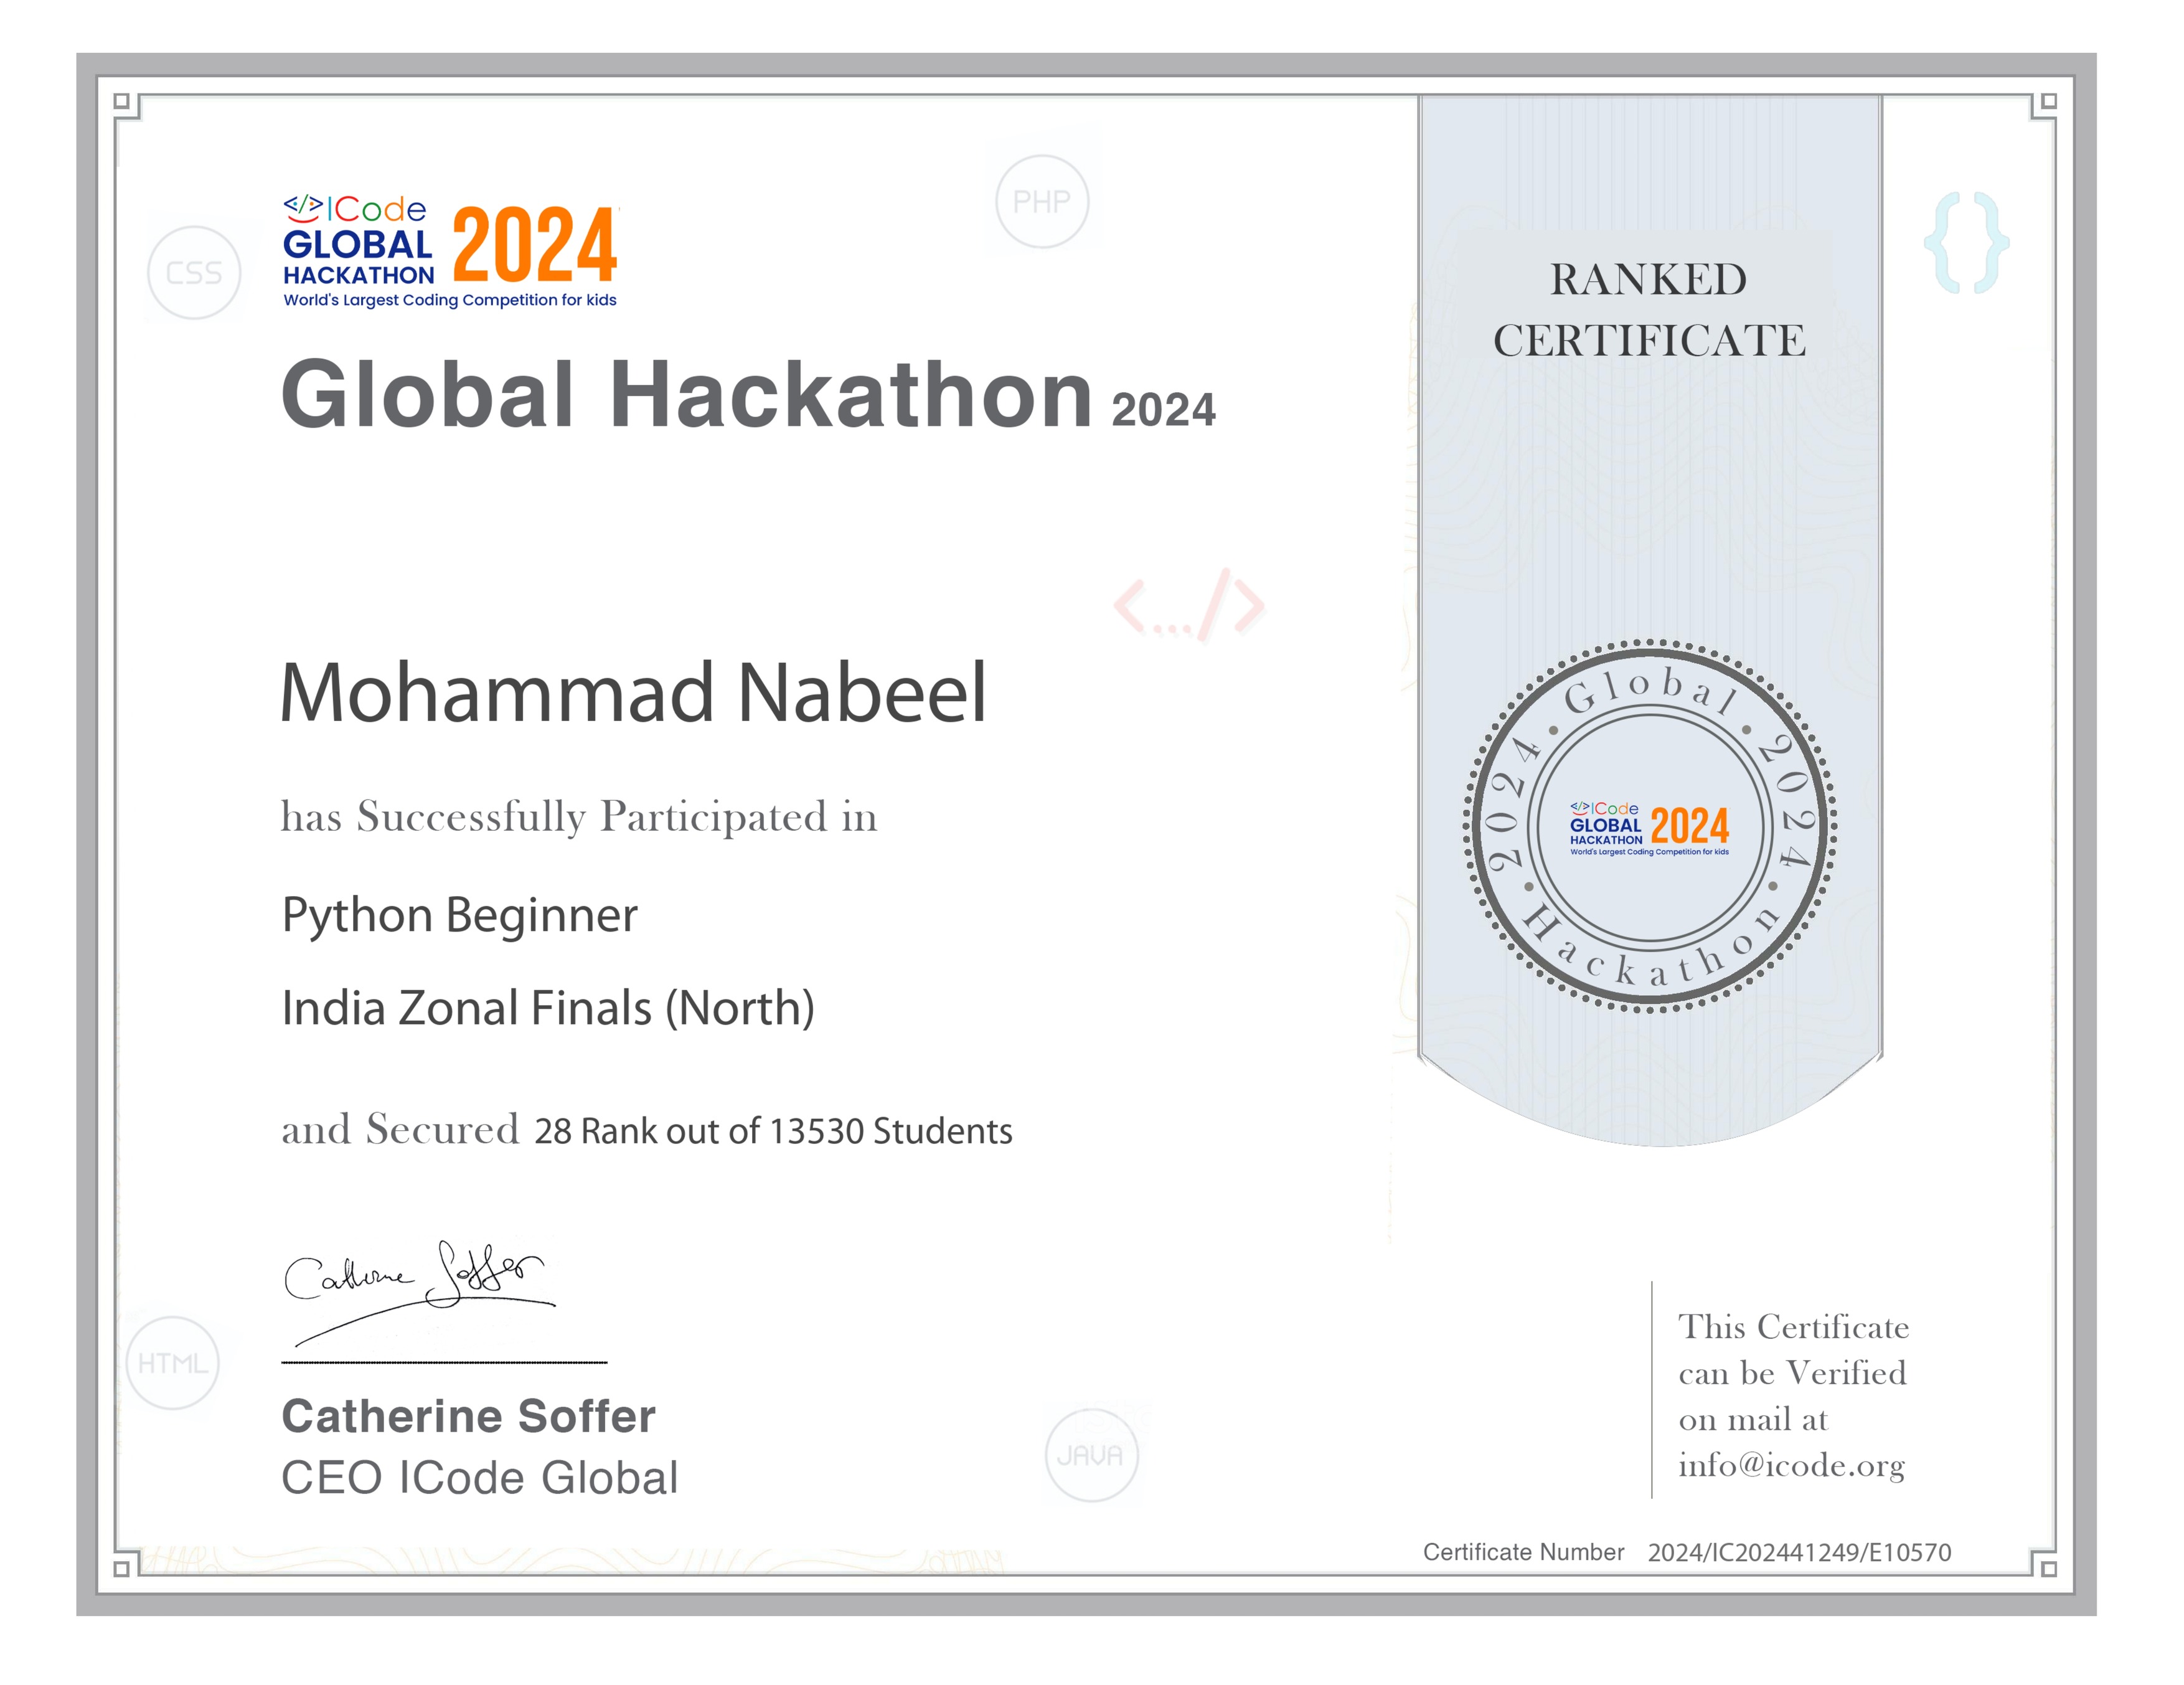 </>ICode
GLOBAL
HACKATHON
2024
World's Largest Coding Competition for kids
CSS
PHP
{}
Global Hackathon 2024
RANKED
CERTIFICATE
<.../>
Mohammad Nabeel
has Successfully Participated in
Python Beginner
India Zonal Finals (North)
and Secured 28 Rank out of 13530 Students
2024 • Global • 2024 • Hackathon •
</>ICode
GLOBAL
HACKATHON
2024
World's Largest Coding Competition for kids
Catherine Soffer
Catherine Soffer
CEO ICode Global
HTML
JAVA
This Certificate
can be Verified
on mail at
info@icode.org
Certificate Number 2024/IC202441249/E10570